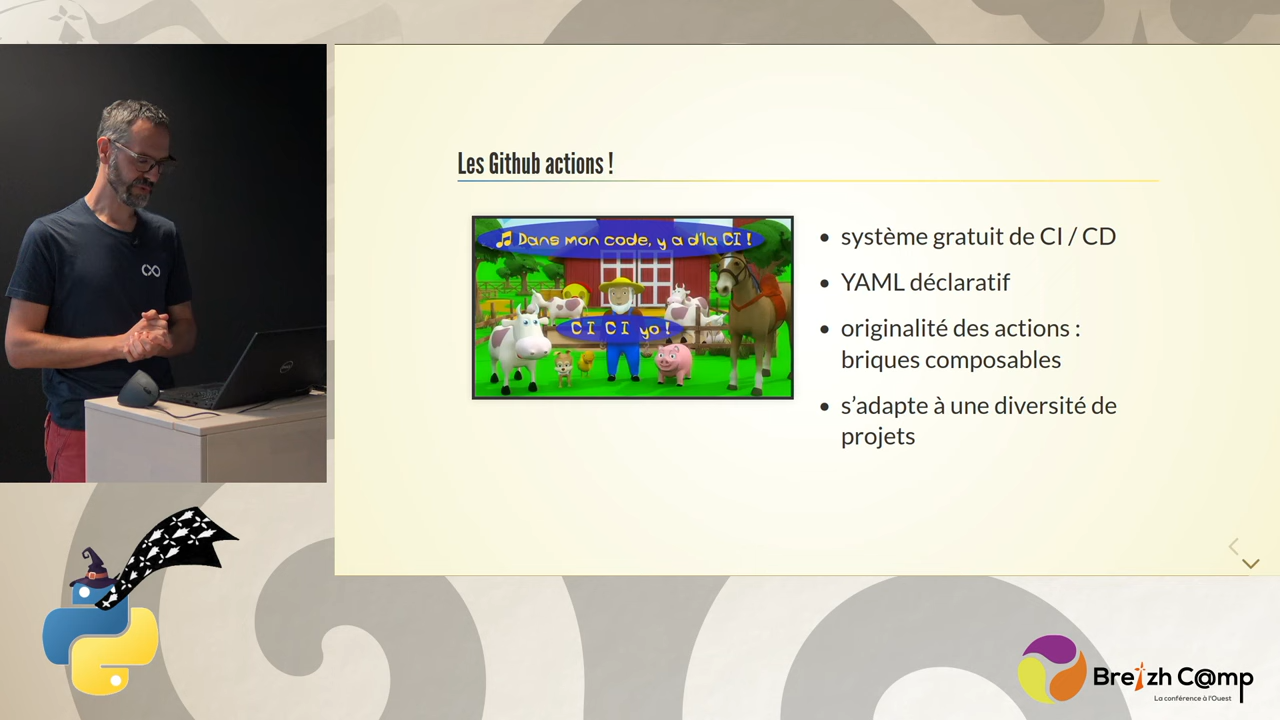 Les Github actions !
♫ Dans mon code, y a d'la CI !
CI CI yo !
• système gratuit de CI / CD
• YAML déclaratif
• originalité des actions :
briques composables
• s'adapte à une diversité de
projets
Breizh C@mp
La conférence à l'Ouest